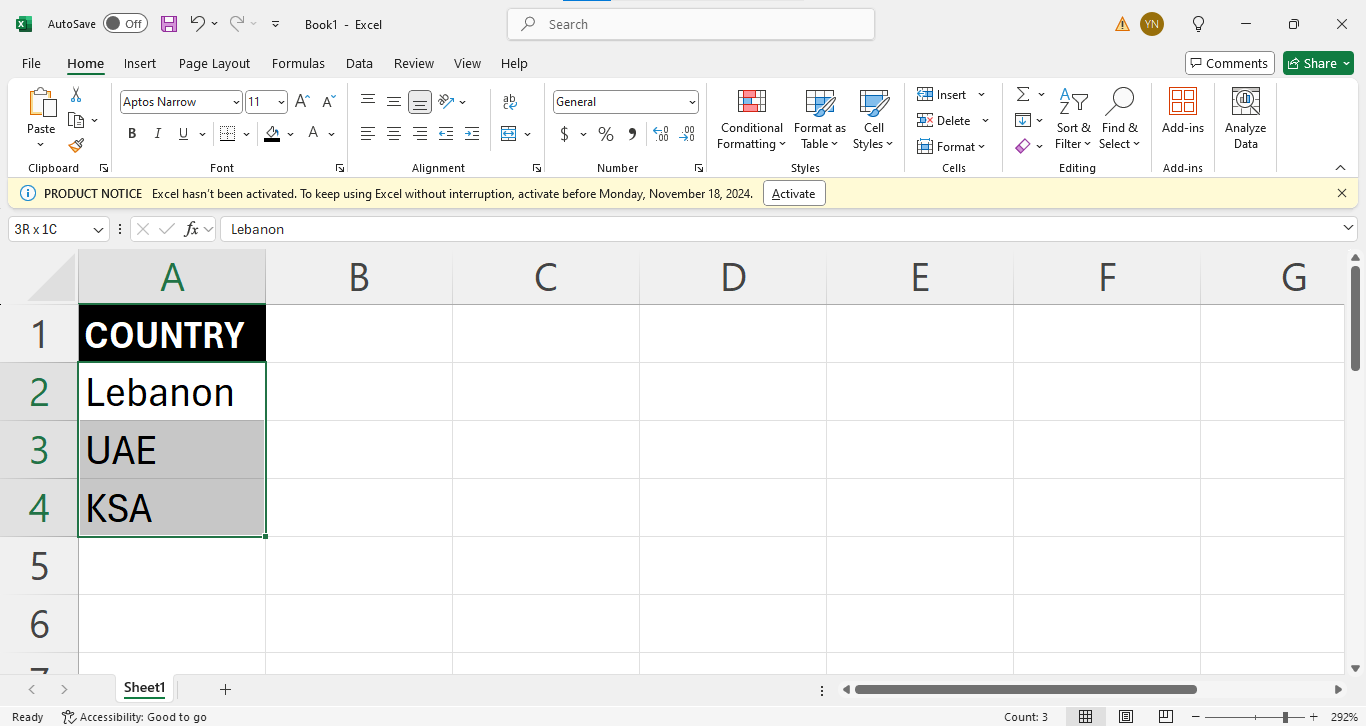 AutoSave Off Book1 - Excel Search YN
File Home Insert Page Layout Formulas Data Review View Help Comments Share
Paste Aptos Narrow 11 A A ab General Conditional Formatting Format as Table Cell Styles Insert Delete Format Sort & Filter Find & Select Add-ins Analyze Data
B I U A $ % .00
Clipboard Font Alignment Number Styles Cells Editing Add-ins
PRODUCT NOTICE Excel hasn't been activated. To keep using Excel without interruption, activate before Monday, November 18, 2024. Activate
3R x 1C fx Lebanon
A B C D E F G
1 COUNTRY
2 Lebanon
3 UAE
4 KSA
5
6
Sheet1
Ready Accessibility: Good to go Count: 3 292%